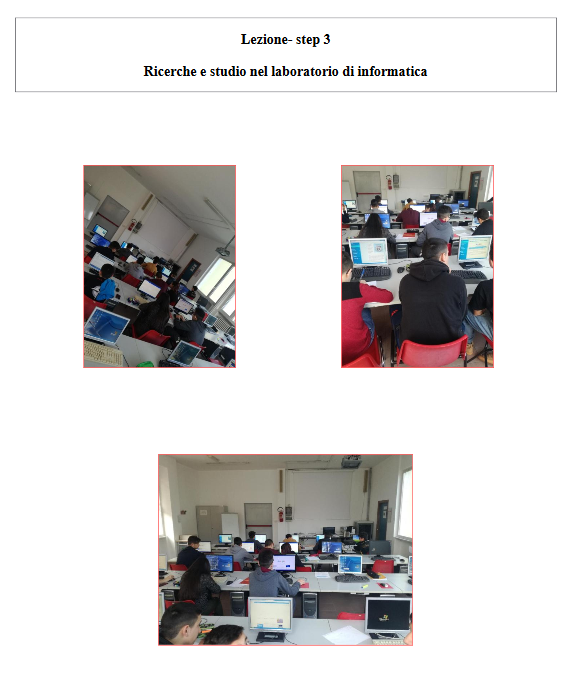 Lezione- step 3
Ricerche e studio nel laboratorio di informatica